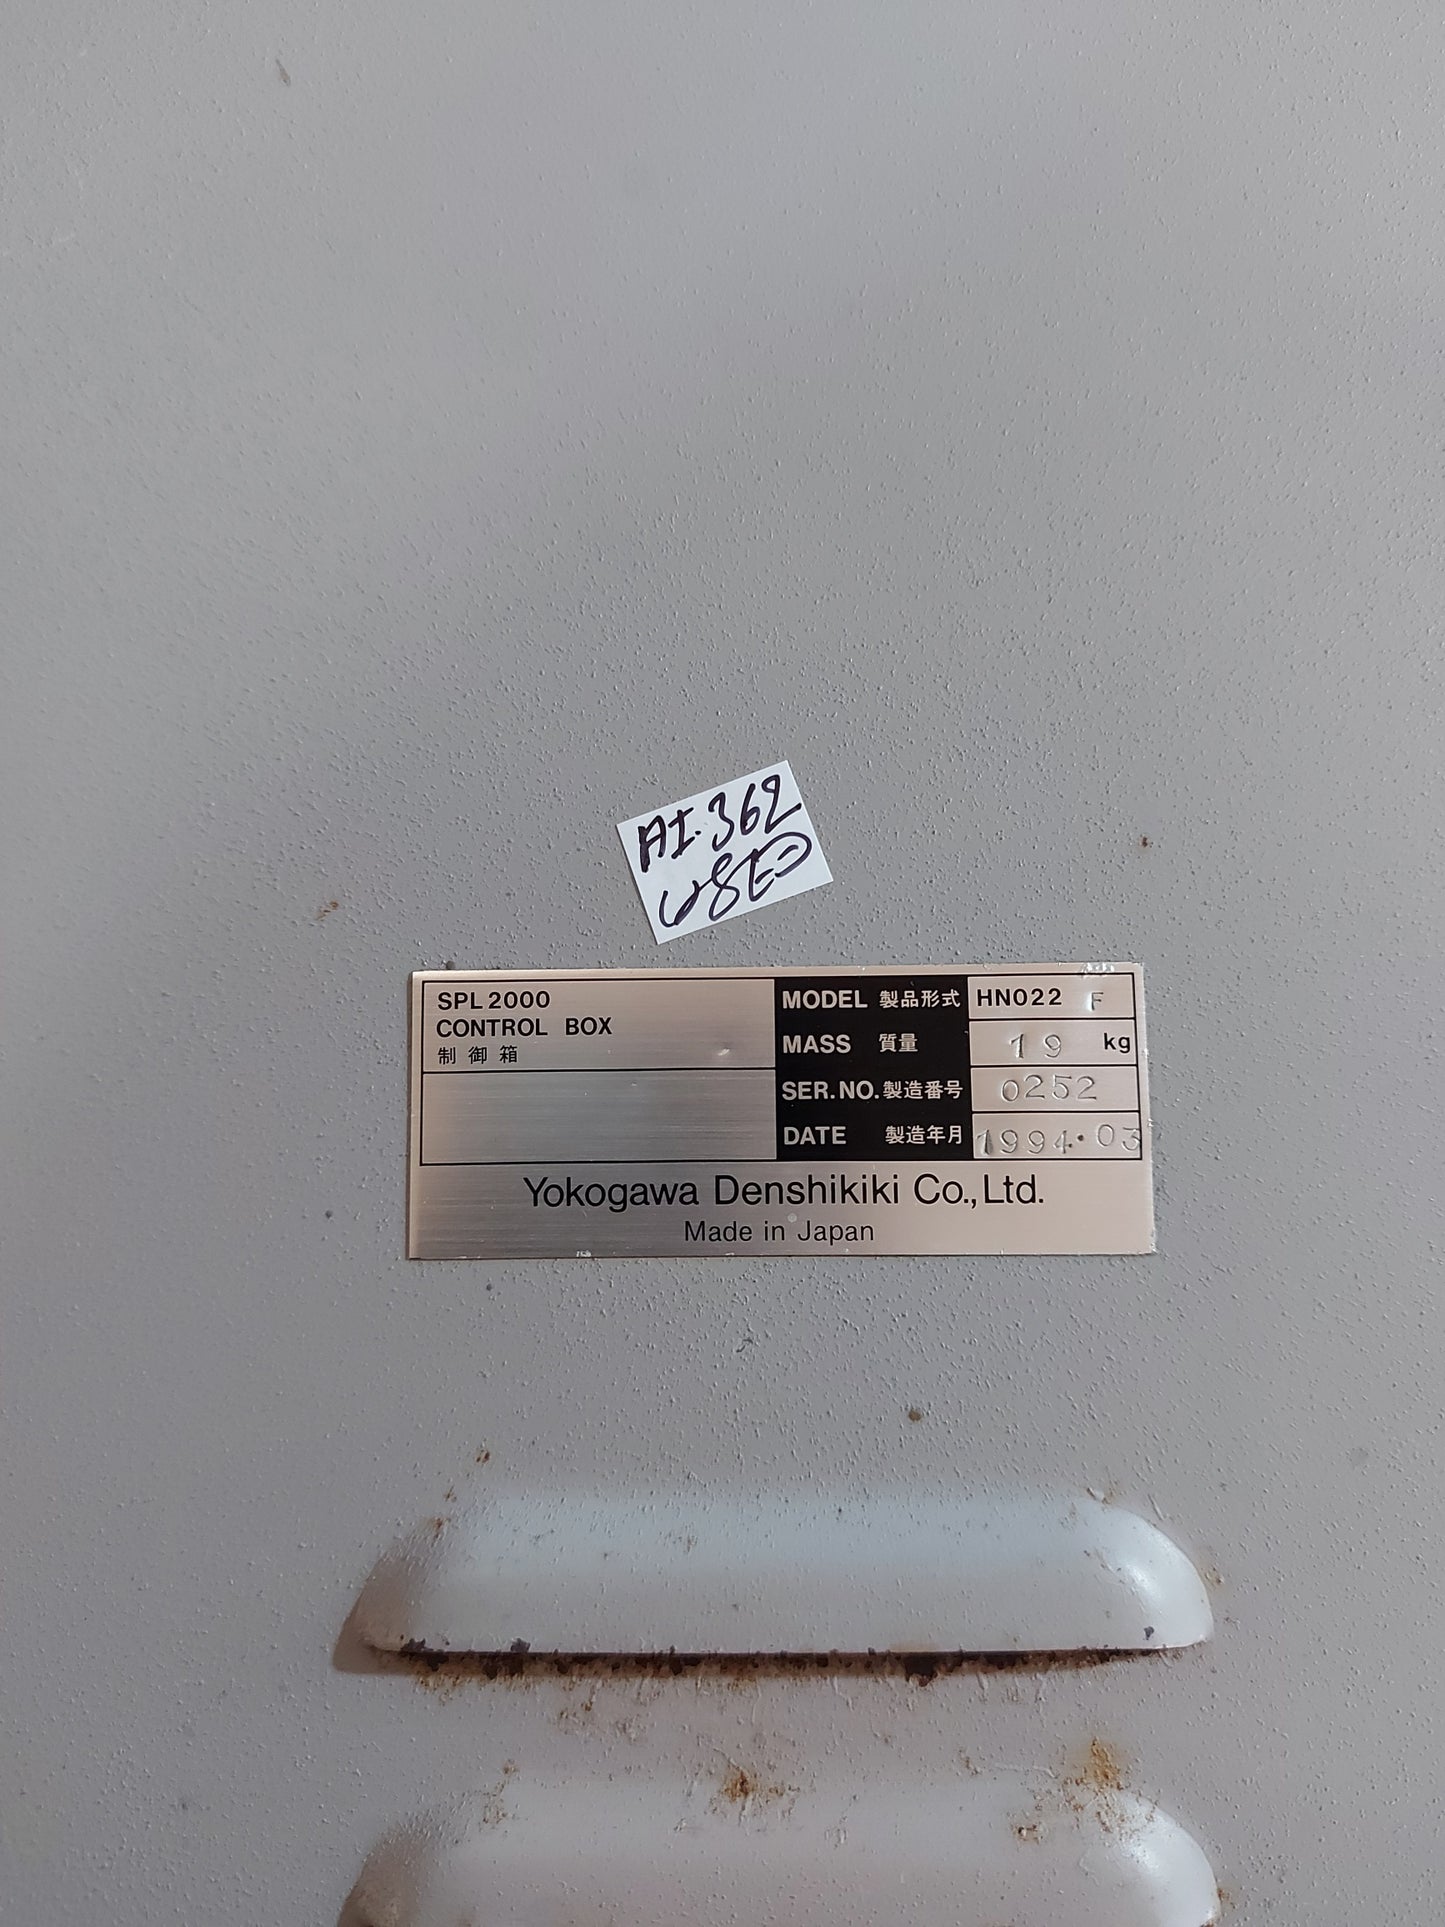 AI.362
USED
SPL 2000
CONTROL BOX
制御箱
MODEL 製品形式 HN022 F
MASS 質量 19 kg
SER.NO. 製造番号 0252
DATE 製造年月 1994.03
Yokogawa Denshikiki Co.,Ltd.
Made in Japan